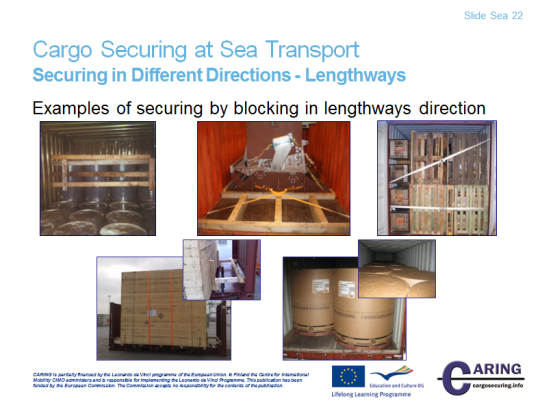 Slide Sea 22
Cargo Securing at Sea Transport
Securing in Different Directions - Lengthways
Examples of securing by blocking in lengthways direction
CARING is partially financed by the Leonardo da Vinci programme of the European Union. In Finland the Centre for International
Mobility CIMO administers and is responsible for implementing the Leonardo da Vinci Programme. This publication has been
funded by the European Commission. The Commission accepts no responsibility for the contents of the publication.
Education and Culture DG
Lifelong Learning Programme
CARING
cargosecuring.info